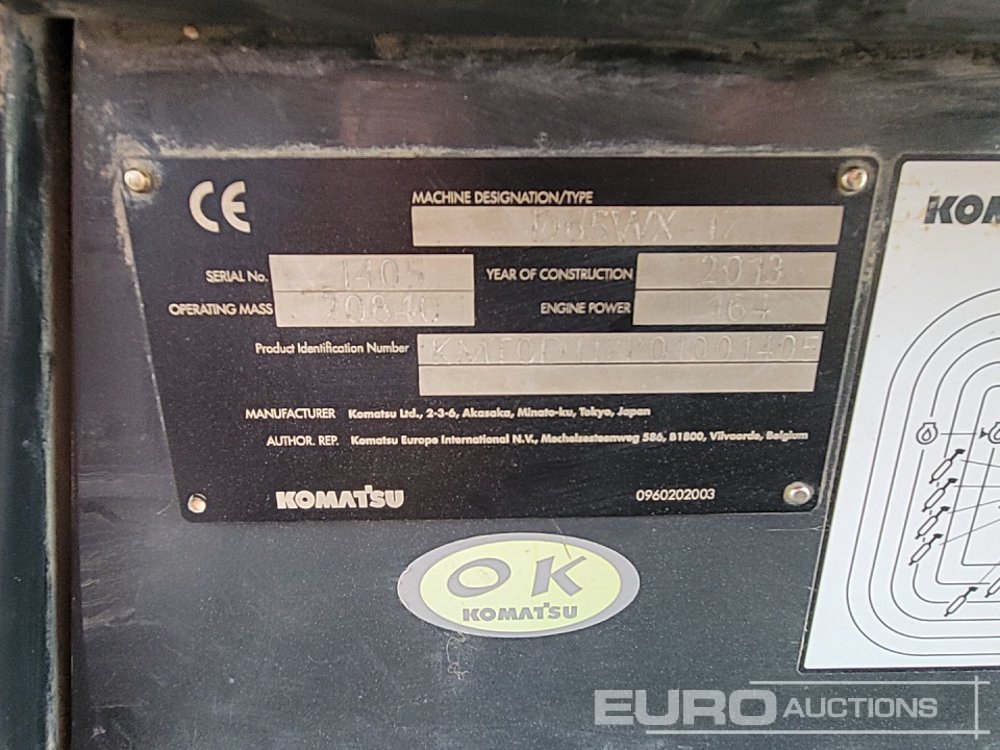 CE
MACHINE DESIGNATION/TYPE
D65WX-17
SERIAL No. 1405 YEAR OF CONSTRUCTION 2013
OPERATING MASS 20840 ENGINE POWER 164
Product Identification Number
MANUFACTURER Komatsu Ltd., 2-3-6, Akasaka, Minato-ku, Tokyo, Japan
AUTHOR. REP. Komatsu Europe International N.V., Mechelsesteenweg 586, B1800, Vilvoorde, Belgium
KOMATSU 0960202003
OK
KOMATSU
EURO AUCTIONS